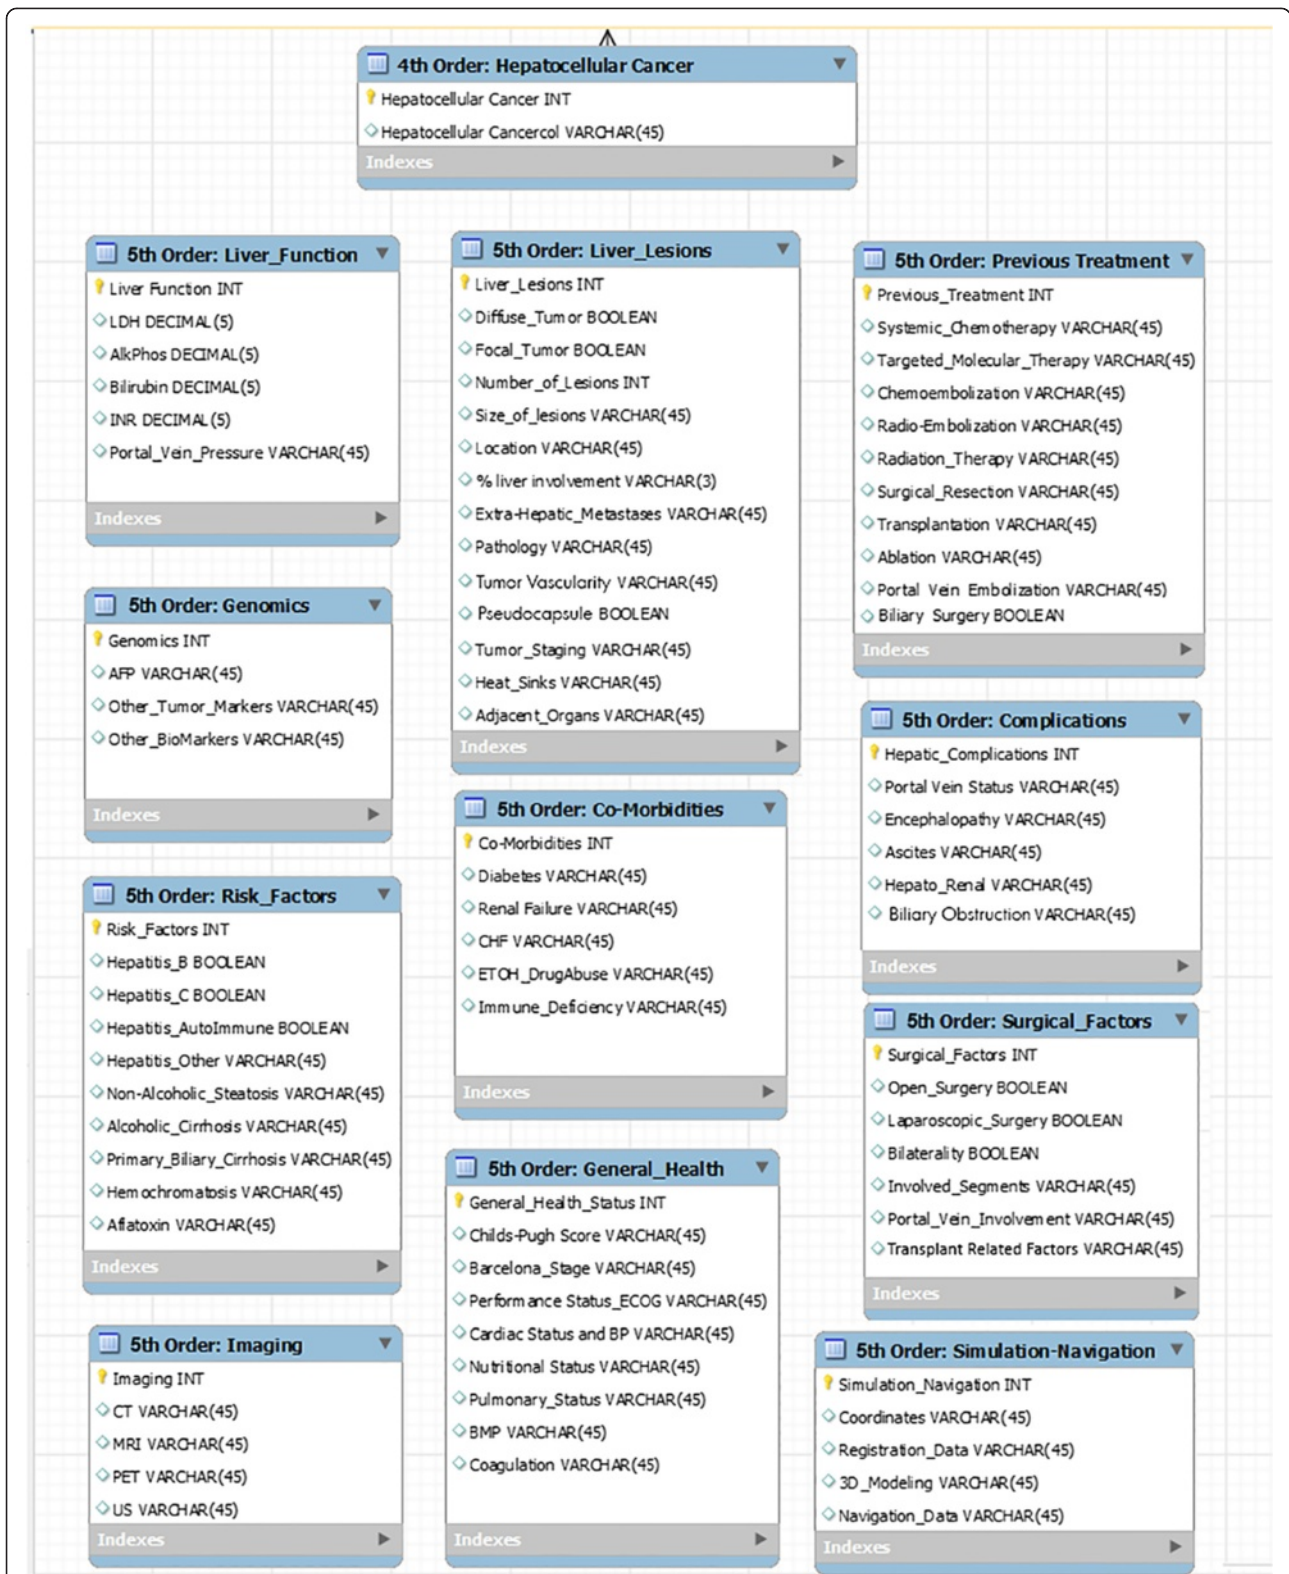 4th Order: Hepatocellular Cancer
Hepatocellular Cancer INT
Hepatocellular Cancercol VARCHAR(45)
Indexes
5th Order: Liver_Function
Liver Function INT
LDH DECIMAL(5)
AlkPhos DECIMAL(5)
Bilirubin DECIMAL(5)
INR DECIMAL(5)
Portal_Vein_Pressure VARCHAR(45)
Indexes
5th Order: Genomics
Genomics INT
AFP VARCHAR(45)
Other_Tumor_Markers VARCHAR(45)
Other_BioMarkers VARCHAR(45)
Indexes
5th Order: Risk_Factors
Risk_Factors INT
Hepatitis_B BOOLEAN
Hepatitis_C BOOLEAN
Hepatitis_AutoImmune BOOLEAN
Hepatitis_Other VARCHAR(45)
Non-Alcoholic_Steatosis VARCHAR(45)
Alcoholic_Cirrhosis VARCHAR(45)
Primary_Biliary_Cirrhosis VARCHAR(45)
Hemochromatosis VARCHAR(45)
Aflatoxin VARCHAR(45)
Indexes
5th Order: Imaging
Imaging INT
CT VARCHAR(45)
MRI VARCHAR(45)
PET VARCHAR(45)
US VARCHAR(45)
Indexes
5th Order: Liver_Lesions
Liver_Lesions INT
Diffuse_Tumor BOOLEAN
Focal_Tumor BOOLEAN
Number_of_Lesions INT
Size_of_lesions VARCHAR(45)
Location VARCHAR(45)
% liver involvement VARCHAR(3)
Extra-Hepatic_Metastases VARCHAR(45)
Pathology VARCHAR(45)
Tumor Vascularity VARCHAR(45)
Pseudocapsule BOOLEAN
Tumor_Staging VARCHAR(45)
Heat_Sinks VARCHAR(45)
Adjacent_Organs VARCHAR(45)
Indexes
5th Order: Co-Morbidities
Co-Morbidities INT
Diabetes VARCHAR(45)
Renal Failure VARCHAR(45)
CHF VARCHAR(45)
ETOH_DrugAbuse VARCHAR(45)
Immune_Deficiency VARCHAR(45)
Indexes
5th Order: General_Health
General_Health_Status INT
Childs-Pugh Score VARCHAR(45)
Barcelona_Stage VARCHAR(45)
Performance Status_ECOG VARCHAR(45)
Cardiac Status and BP VARCHAR(45)
Nutritional Status VARCHAR(45)
Pulmonary_Status VARCHAR(45)
BMP VARCHAR(45)
Coagulation VARCHAR(45)
Indexes
5th Order: Previous Treatment
Previous_Treatment INT
Systemic_Chemotherapy VARCHAR(45)
Targeted_Molecular_Therapy VARCHAR(45)
Chemoembolization VARCHAR(45)
Radio-Embolization VARCHAR(45)
Radiation_Therapy VARCHAR(45)
Surgical_Resection VARCHAR(45)
Transplantation VARCHAR(45)
Ablation VARCHAR(45)
Portal Vein Embolization VARCHAR(45)
Biliary Surgery BOOLEAN
Indexes
5th Order: Complications
Hepatic_Complications INT
Portal Vein Status VARCHAR(45)
Encephalopathy VARCHAR(45)
Ascites VARCHAR(45)
Hepato_Renal VARCHAR(45)
Biliary Obstruction VARCHAR(45)
Indexes
5th Order: Surgical_Factors
Surgical_Factors INT
Open_Surgery BOOLEAN
Laparoscopic_Surgery BOOLEAN
Bilaterality BOOLEAN
Involved_Segments VARCHAR(45)
Portal_Vein_Involvement VARCHAR(45)
Transplant Related Factors VARCHAR(45)
Indexes
5th Order: Simulation-Navigation
Simulation_Navigation INT
Coordinates VARCHAR(45)
Registration_Data VARCHAR(45)
3D_Modeling VARCHAR(45)
Navigation_Data VARCHAR(45)
Indexes